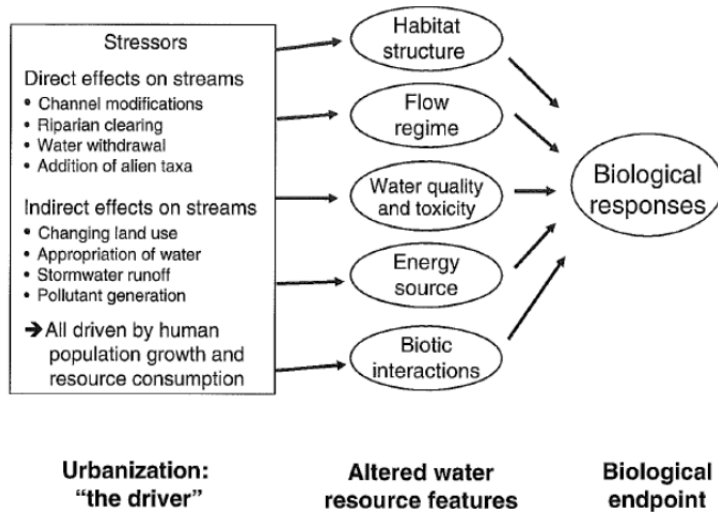 Stressors
Direct effects on streams
• Channel modifications
• Riparian clearing
• Water withdrawal
• Addition of alien taxa
Indirect effects on streams
• Changing land use
• Appropriation of water
• Stormwater runoff
• Pollutant generation
➔ All driven by human
population growth and
resource consumption
Habitat
structure
Flow
regime
Water quality
and toxicity
Energy
source
Biotic
interactions
Biological
responses
Urbanization:
“the driver”
Altered water
resource features
Biological
endpoint